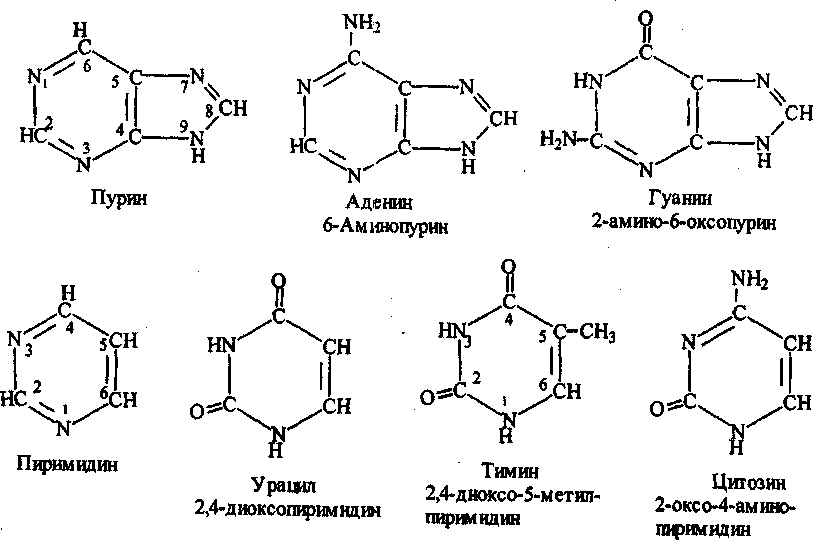 H
C
6
N
1
5
C
N
7
HC
2
N
3
4
C
9
N
H
8
CH
Пурин
NH₂
C
N
C
N
HC
N
C
N
H
CH
Аденин
6-Аминопурин
O
C
HN
C
N
H₂N
C
N
C
N
H
CH
Гуанин
2-амино-6-оксопурин
H
C
4
N
3
CH
5
HC
2
N
1
6
CH
Пиримидин
O
C
HN
CH
O
C
N
H
CH
Урацил
2,4-диоксопиримидин
O
C
4
HN
3
5
C
CH₃
O
C
2
1
N
H
6
CH
Тимин
2,4-диоксо-5-метил-
пиримидин
NH₂
C
N
CH
O
C
N
H
CH
Цитозин
2-оксо-4-амино-
пиримидин